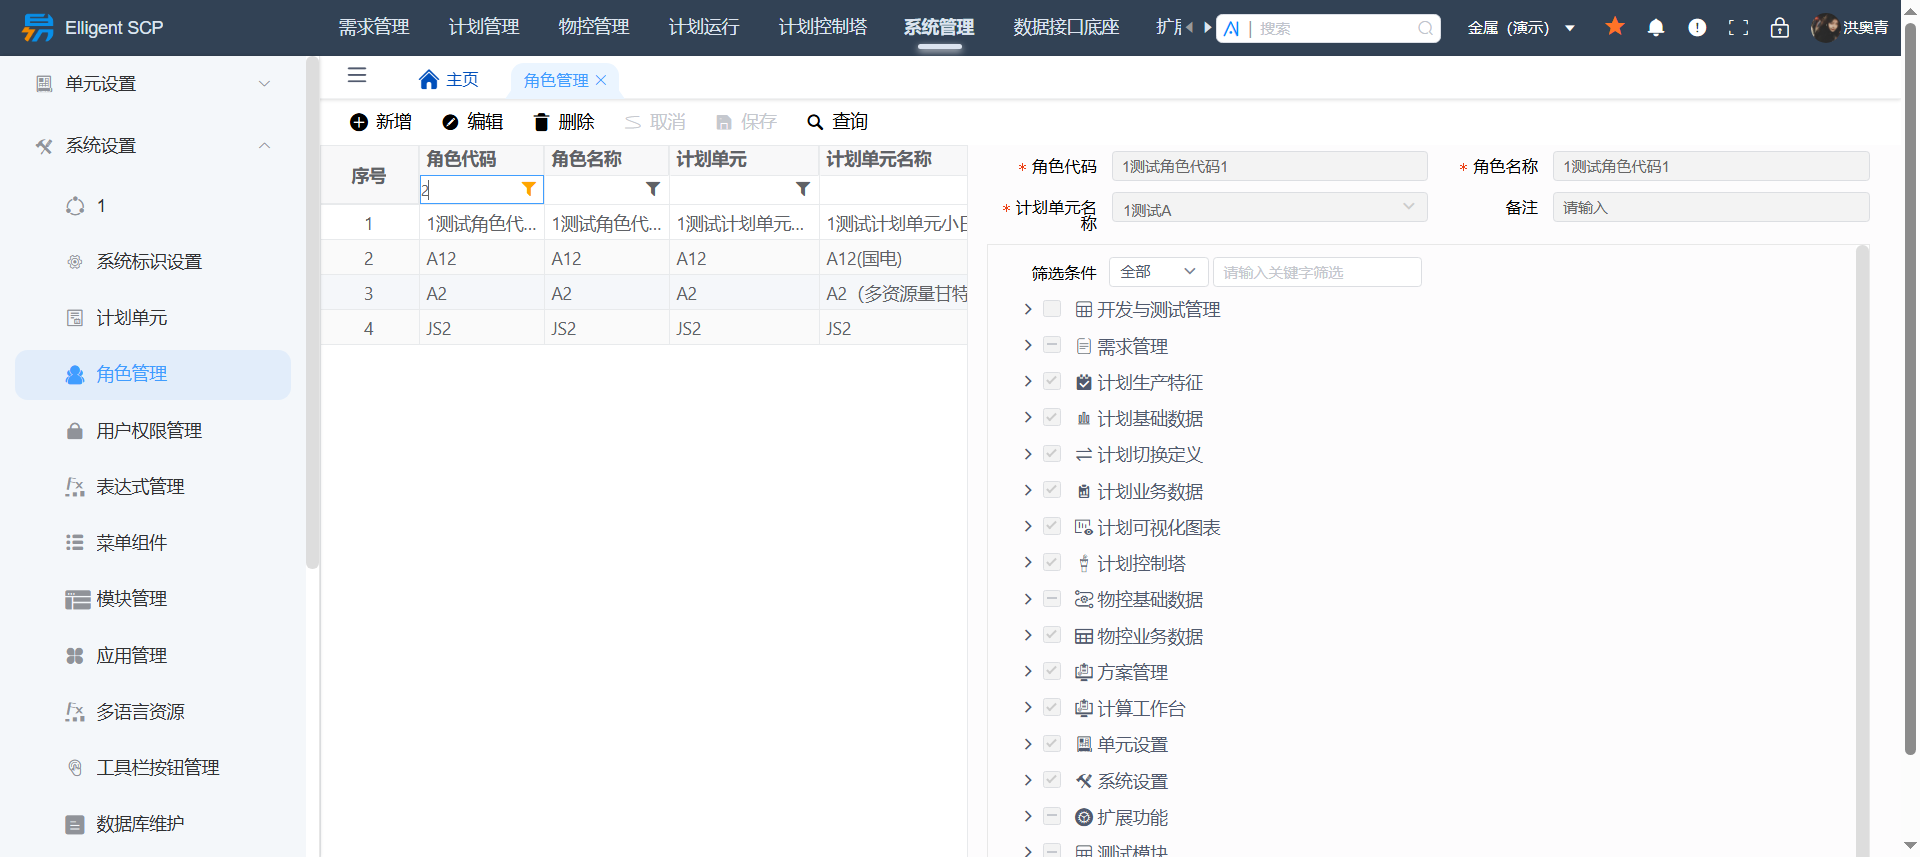 Elligent SCP
需求管理 计划管理 物控管理 计划运行 计划控制塔 系统管理 数据接口底座
搜索
金属 (演示)
洪奥青
单元设置
系统设置
1
系统标识设置
计划单元
角色管理
用户权限管理
表达式管理
菜单组件
模块管理
应用管理
多语言资源
工具栏按钮管理
数据库维护
主页 角色管理
新增 编辑 删除 取消 保存 查询
序号 角色代码 角色名称 计划单元 计划单元名称
2
1 1测试角色代... 1测试角色代... 1测试计划单元... 1测试计划单元小
2 A12 A12 A12 A12(国电)
3 A2 A2 A2 A2（多资源量甘特
4 JS2 JS2 JS2 JS2
* 角色代码 1测试角色代码1 * 角色名称 1测试角色代码1
* 计划单元名称 1测试A 备注 请输入
筛选条件 全部 请输入关键字筛选
开发与测试管理
需求管理
计划生产特征
计划基础数据
计划切换定义
计划业务数据
计划可视化图表
计划控制塔
物控基础数据
物控业务数据
方案管理
计算工作台
单元设置
系统设置
扩展功能
测试模块